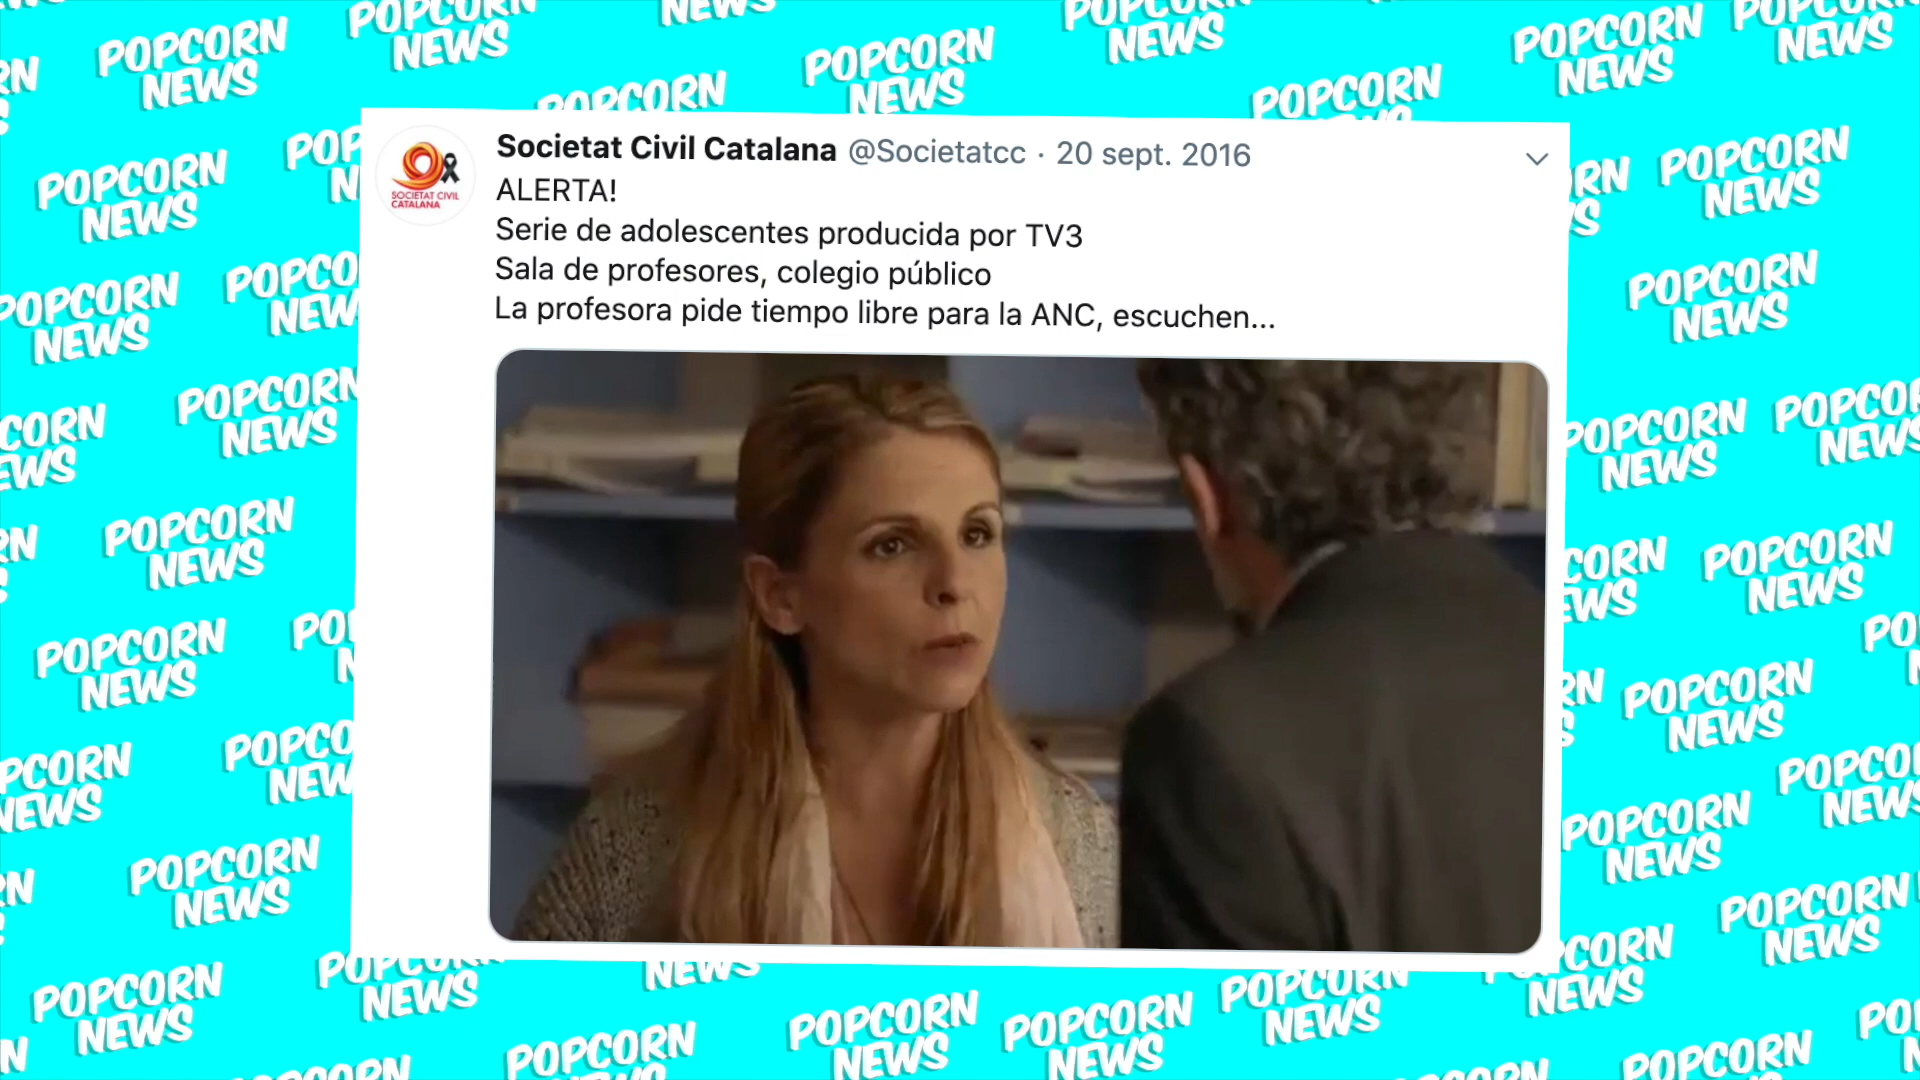 POPCORN NEWS
Societat Civil Catalana @Societatcc · 20 sept. 2016
ALERTA!
Serie de adolescentes producida por TV3
Sala de profesores, colegio público
La profesora pide tiempo libre para la ANC, escuchen...
SOCIETAT CIVIL
CATALANA